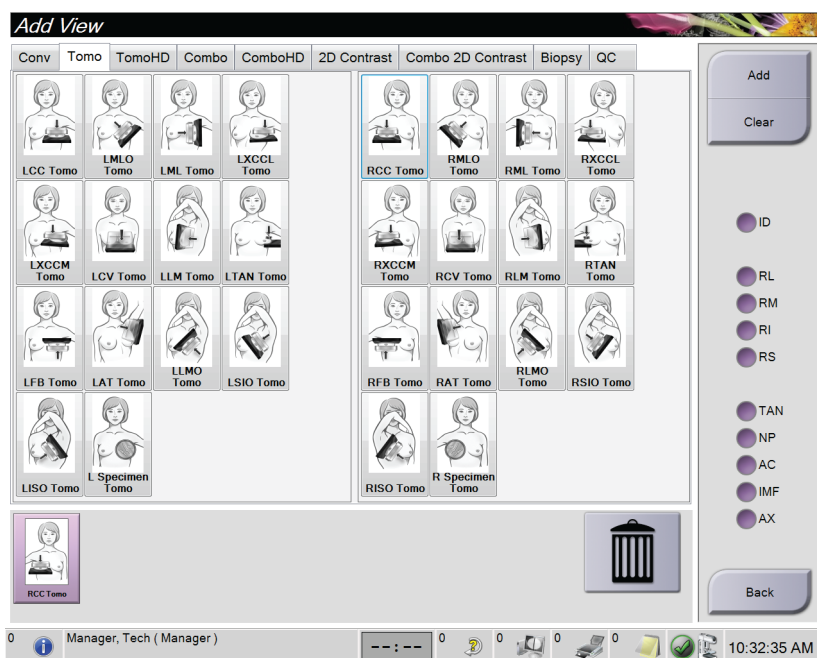 Add View
Conv Tomo TomoHD Combo ComboHD 2D Contrast Combo 2D Contrast Biopsy QC
LCC Tomo
LMLO
Tomo
LML Tomo
LXCCL
Tomo
RCC Tomo
RMLO
Tomo
RML Tomo
RXCCL
Tomo
LXCCM
Tomo
LCV Tomo
LLM Tomo
LTAN Tomo
RXCCM
Tomo
RCV Tomo
RLM Tomo
RTAN
Tomo
LFB Tomo
LAT Tomo
LLMO
Tomo
LSIO Tomo
RFB Tomo
RAT Tomo
RLMO
Tomo
RSIO Tomo
LISO Tomo
L Specimen
Tomo
RISO Tomo
R Specimen
Tomo
RCC Tomo
Add
Clear
ID
RL
RM
RI
RS
TAN
NP
AC
IMF
AX
Back
0 Manager, Tech ( Manager ) --:-- 0 0 0 0 10:32:35 AM